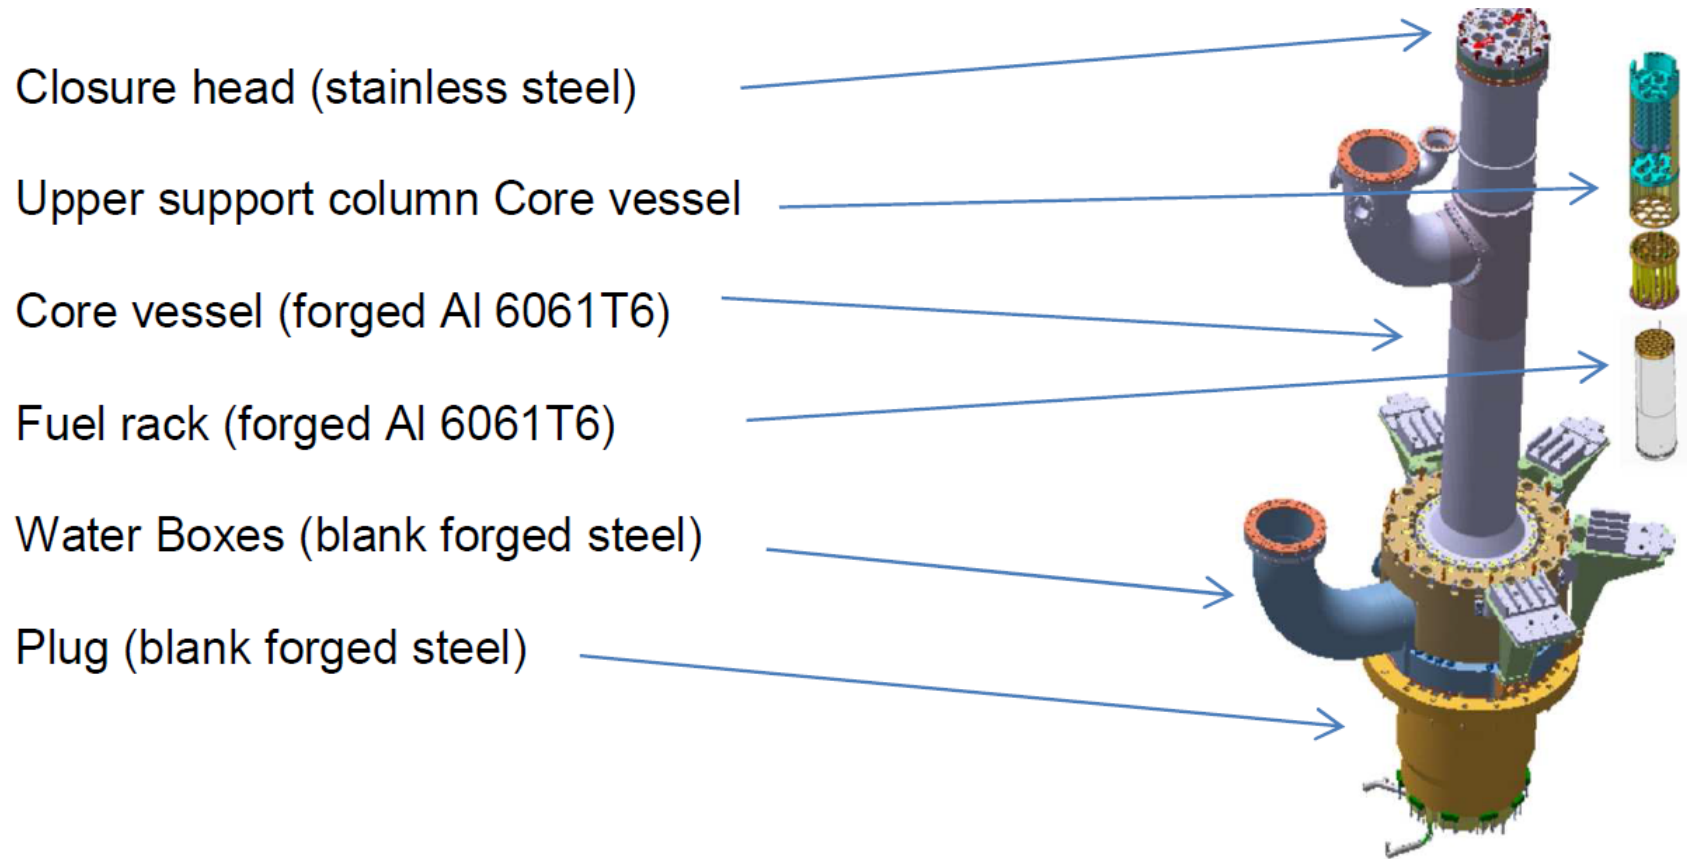 Closure head (stainless steel)
Upper support column Core vessel
Core vessel (forged Al 6061T6)
Fuel rack (forged Al 6061T6)
Water Boxes (blank forged steel)
Plug (blank forged steel)